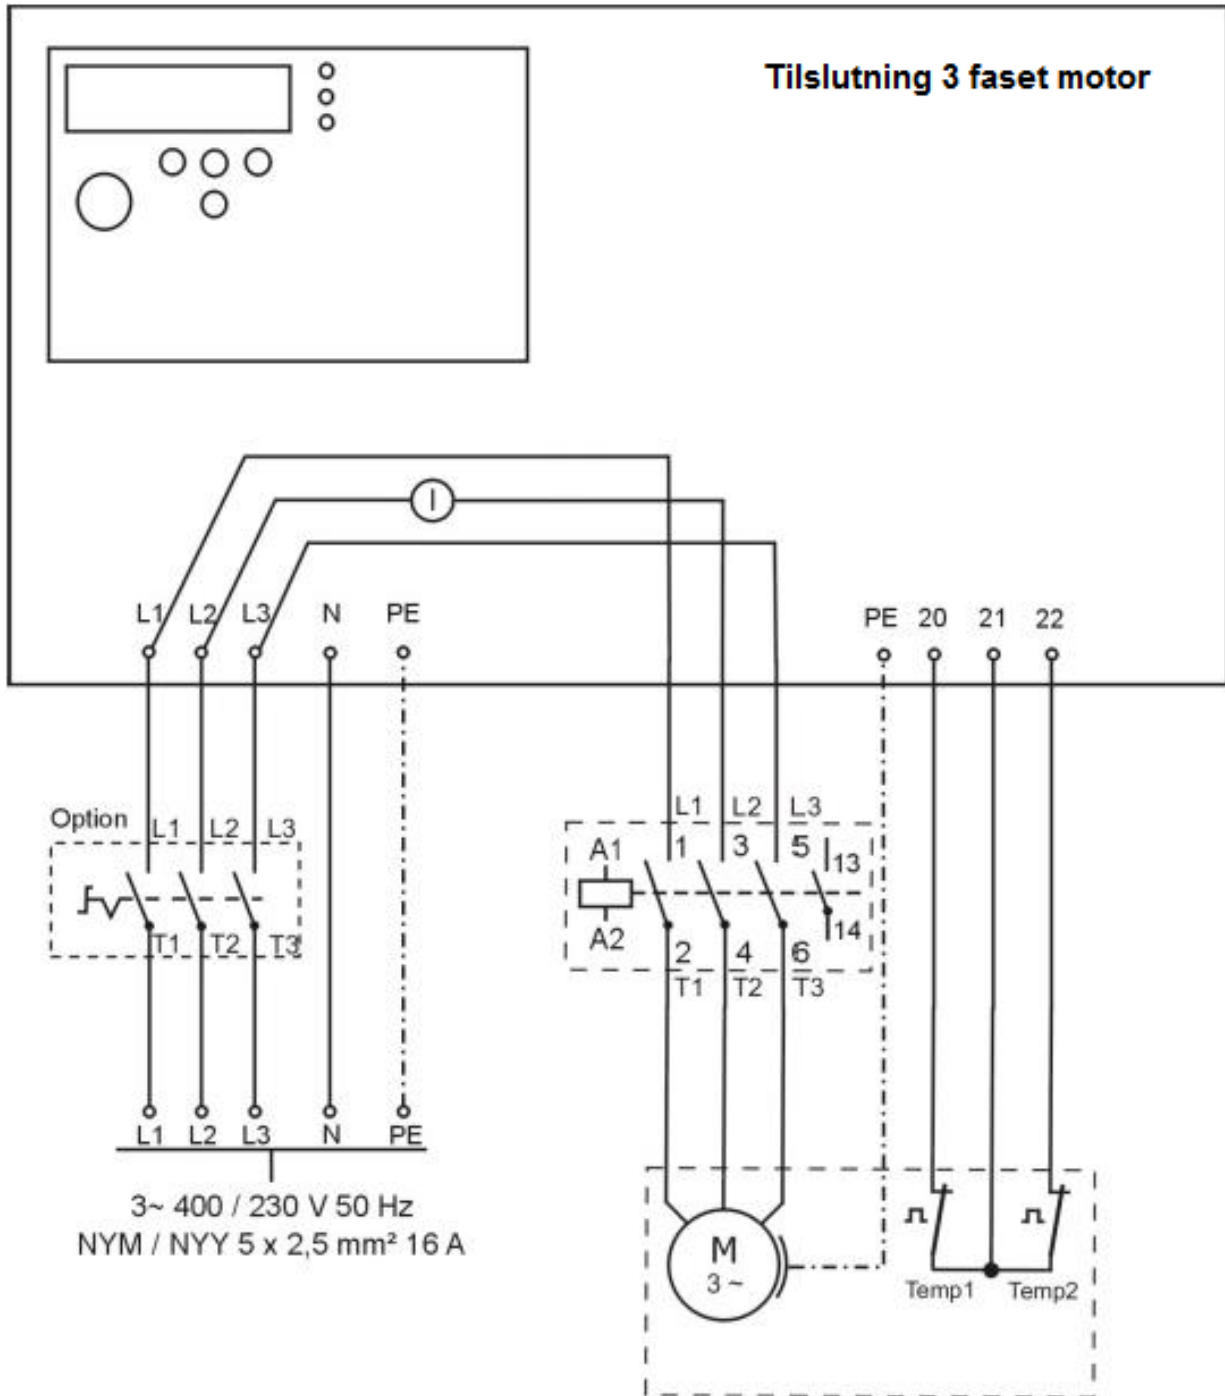 Tilslutning 3 faset motor
I
L1 L2 L3 N PE
PE 20 21 22
Option
L1 L2 L3
T1 T2 T3
L1 L2 L3
A1 1 3 5 13
A2 2 4 6 14
T1 T2 T3
L1 L2 L3 N PE
3~ 400 / 230 V 50 Hz
NYM / NYY 5 x 2,5 mm² 16 A
M
3 ~
Temp1 Temp2